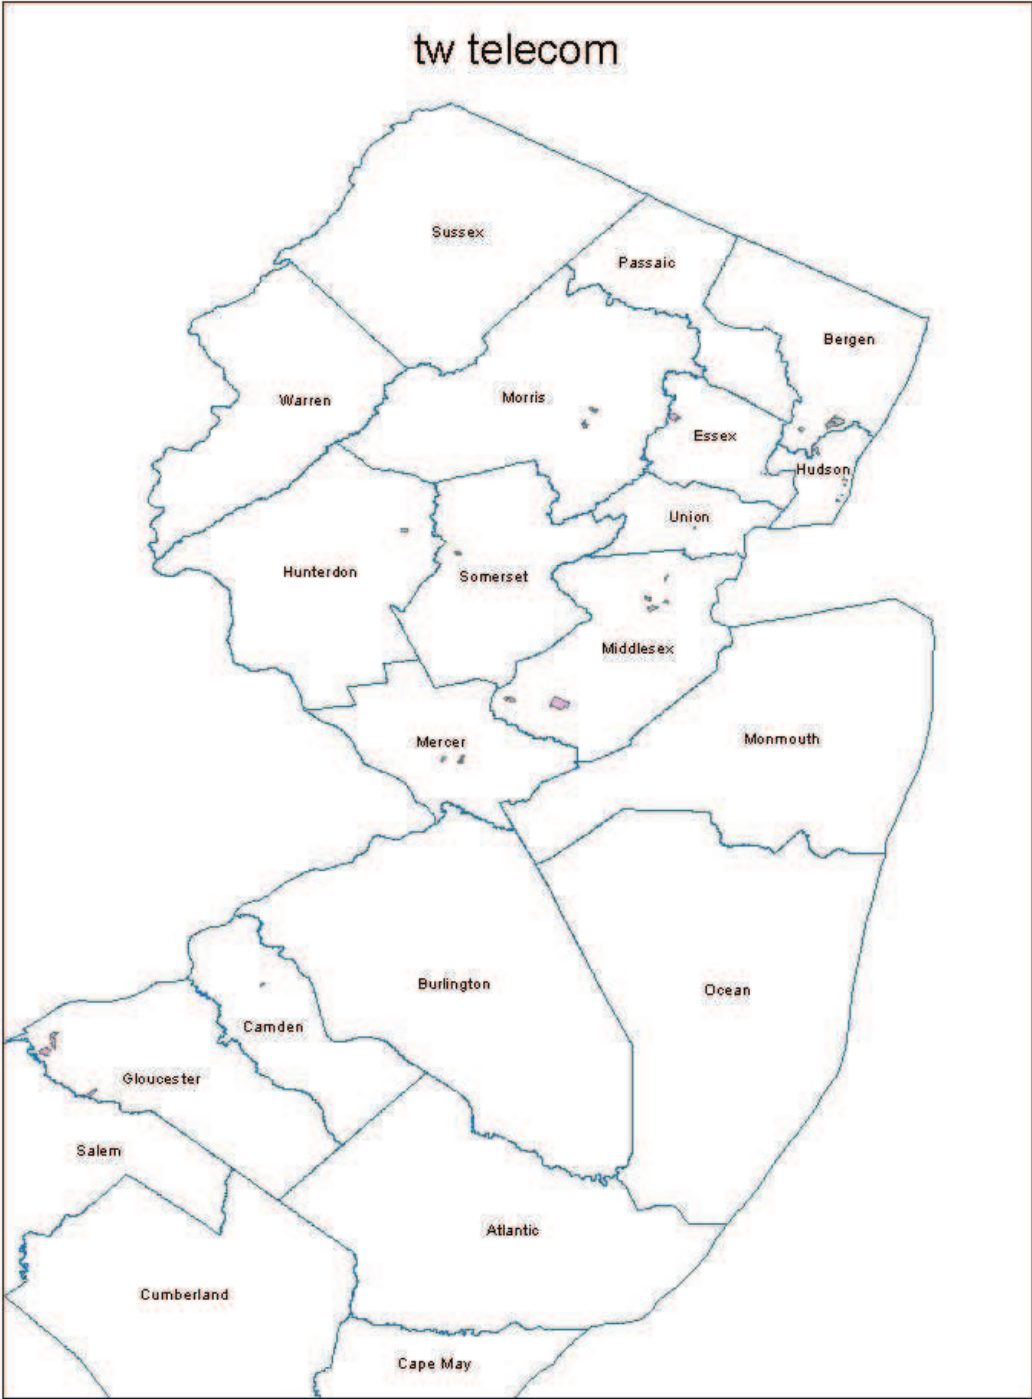 tw telecom
Sussex
Passaic
Bergen
Warren
Morris
Essex
Hudson
Union
Hunterdon
Somerset
Middlesex
Mercer
Monmouth
Burlington
Ocean
Camden
Gloucester
Salem
Atlantic
Cumberland
Cape May